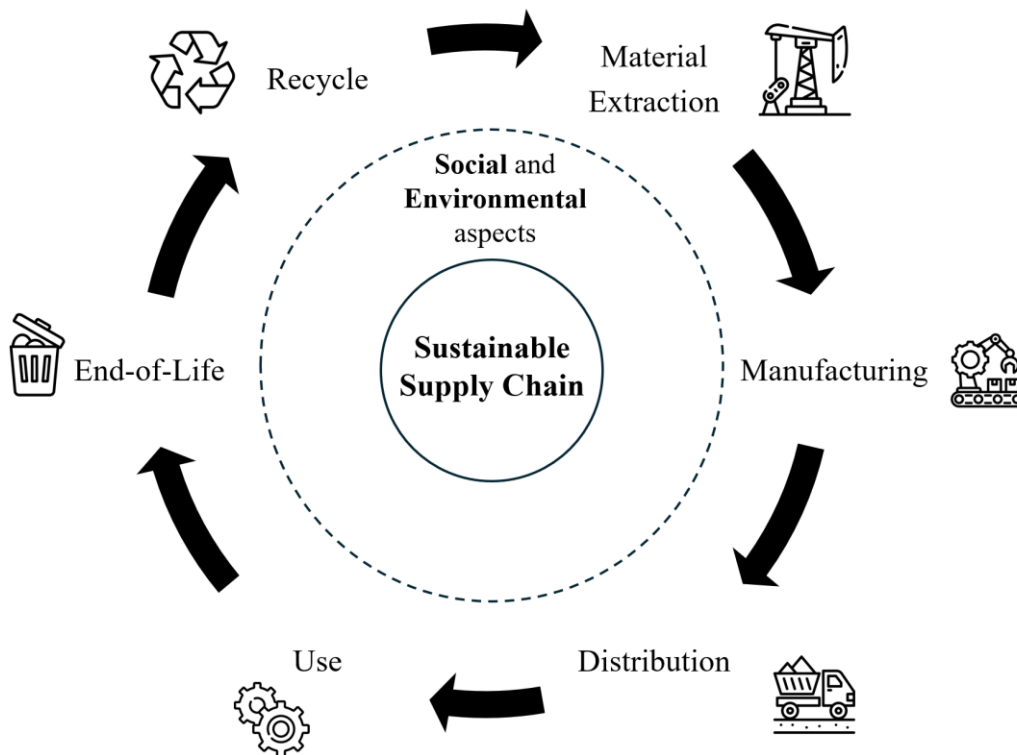 Recycle
Material
Extraction
Social and
Environmental
aspects
Sustainable
Supply Chain
End-of-Life
Manufacturing
Use
Distribution